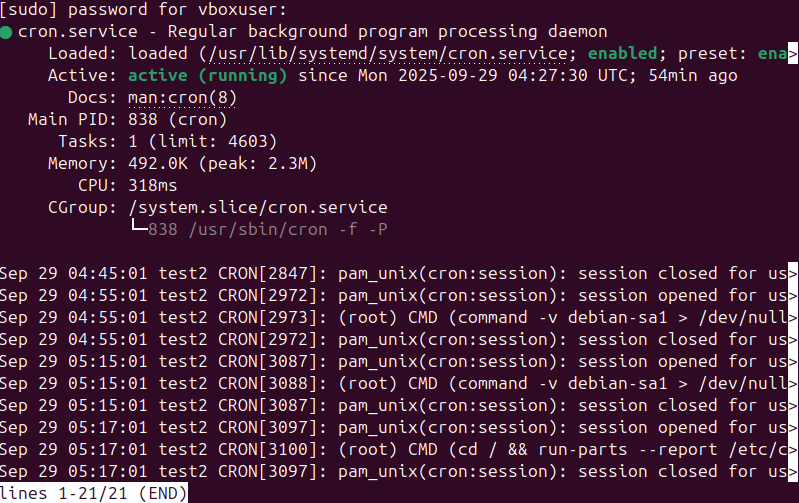 [sudo] password for vboxuser:
● cron.service - Regular background program processing daemon
     Loaded: loaded (/usr/lib/systemd/system/cron.service; enabled; preset: ena>
     Active: active (running) since Mon 2025-09-29 04:27:30 UTC; 54min ago
       Docs: man:cron(8)
   Main PID: 838 (cron)
      Tasks: 1 (limit: 4603)
     Memory: 492.0K (peak: 2.3M)
        CPU: 318ms
     CGroup: /system.slice/cron.service
             └─838 /usr/sbin/cron -f -P

Sep 29 04:45:01 test2 CRON[2847]: pam_unix(cron:session): session closed for us>
Sep 29 04:55:01 test2 CRON[2972]: pam_unix(cron:session): session opened for us>
Sep 29 04:55:01 test2 CRON[2973]: (root) CMD (command -v debian-sa1 > /dev/null>
Sep 29 04:55:01 test2 CRON[2972]: pam_unix(cron:session): session closed for us>
Sep 29 05:15:01 test2 CRON[3087]: pam_unix(cron:session): session opened for us>
Sep 29 05:15:01 test2 CRON[3088]: (root) CMD (command -v debian-sa1 > /dev/null>
Sep 29 05:15:01 test2 CRON[3087]: pam_unix(cron:session): session closed for us>
Sep 29 05:17:01 test2 CRON[3097]: pam_unix(cron:session): session opened for us>
Sep 29 05:17:01 test2 CRON[3100]: (root) CMD (cd / && run-parts --report /etc/c>
Sep 29 05:17:01 test2 CRON[3097]: pam_unix(cron:session): session closed for us>
lines 1-21/21 (END)